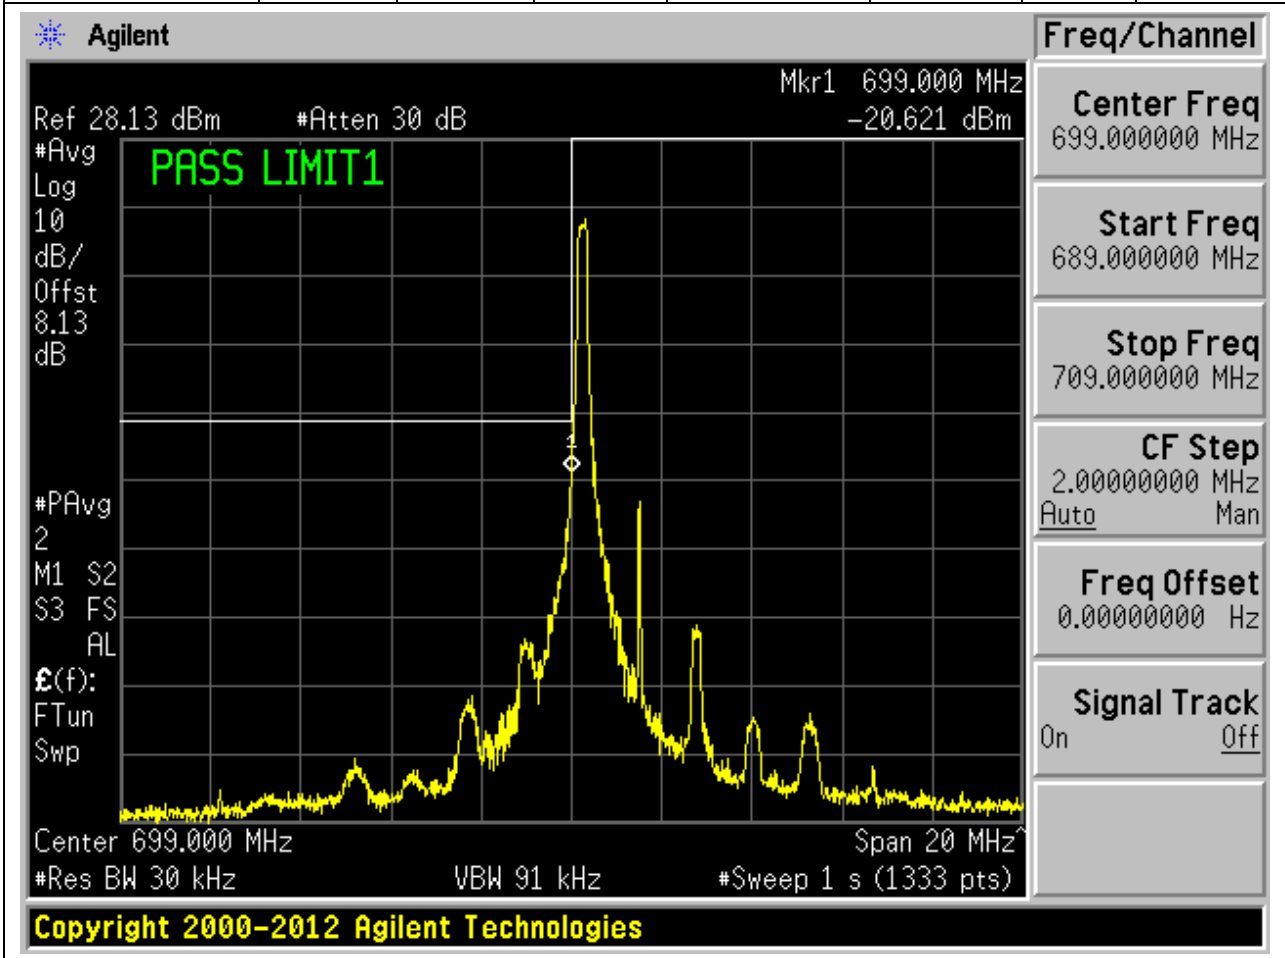 Agilent
Freq/Channel
Mkr1 699.000 MHz
Ref 28.13 dBm #Atten 30 dB -20.621 dBm
#Avg
Log
10
dB/
Offst
8.13
dB
PASS LIMIT1
1
#PAvg
2
M1 S2
S3 FS
AL
£(f):
FTun
Swp
Center 699.000 MHz Span 20 MHz^
#Res BW 30 kHz VBW 91 kHz #Sweep 1 s (1333 pts)
Center Freq
699.000000 MHz
Start Freq
689.000000 MHz
Stop Freq
709.000000 MHz
CF Step
2.00000000 MHz
Auto Man
Freq Offset
0.00000000 Hz
Signal Track
On Off
Copyright 2000-2012 Agilent Technologies